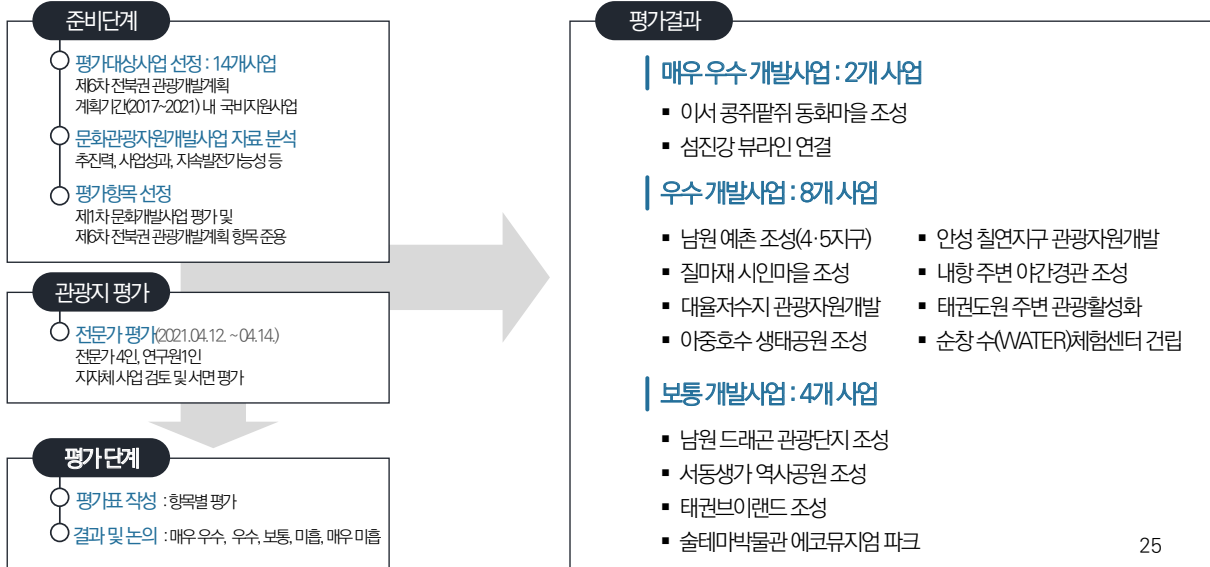 준비단계
평가대상사업 선정 : 14개사업
제6차 전북권 관광개발계획
계획기간(2017~2021) 내 국비지원사업
문화관광자원개발사업 자료 분석
추진력, 사업성과, 지속발전가능성 등
평가항목 선정
제1차 문화개발사업 평가 및
제6차 전북권 관광개발계획 항목 준용
관광지 평가
전문가 평가(2021.04.12. ~04.14.)
전문가 4인, 연구원1인
지자체 사업 검토 및 서면 평가
평가 단계
평가표 작성 : 항목별 평가
결과 및 논의 : 매우 우수, 우수, 보통, 미흡, 매우 미흡
평가결과
매우 우수 개발사업 : 2개 사업
▪ 이서 콩쥐팥쥐 동화마을 조성
▪ 섬진강 뷰라인 연결
우수 개발사업 : 8개 사업
▪ 남원 예촌 조성(4·5지구)
▪ 질마재 시인마을 조성
▪ 대율저수지 관광자원개발
▪ 아중호수 생태공원 조성
▪ 안성 칠연지구 관광자원개발
▪ 내항 주변 야간경관 조성
▪ 태권도원 주변 관광활성화
▪ 순창 수(WATER)체험센터 건립
보통 개발사업 : 4개 사업
▪ 남원 드래곤 관광단지 조성
▪ 서동생가 역사공원 조성
▪ 태권브이랜드 조성
▪ 술테마박물관 에코뮤지엄 파크
25